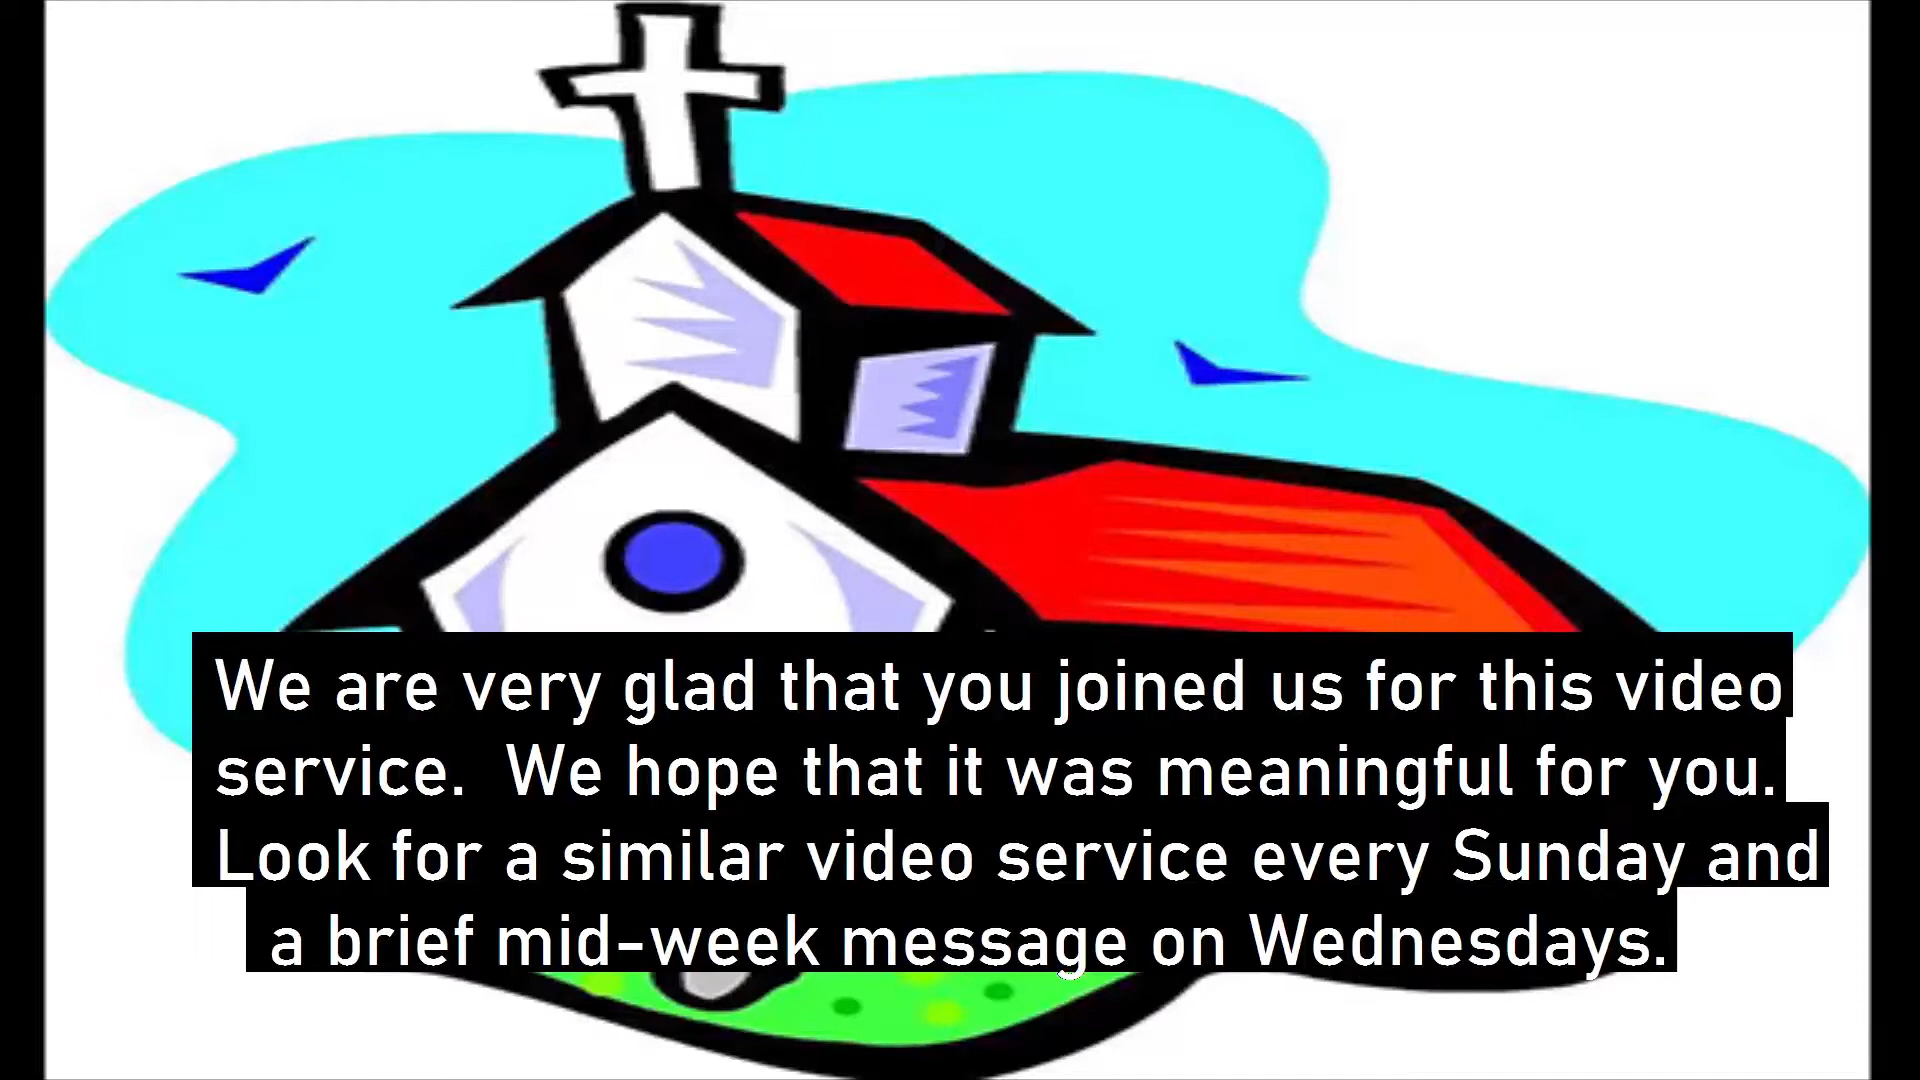 We are very glad that you joined us for this video
service.  We hope that it was meaningful for you.
Look for a similar video service every Sunday and
a brief mid-week message on Wednesdays.